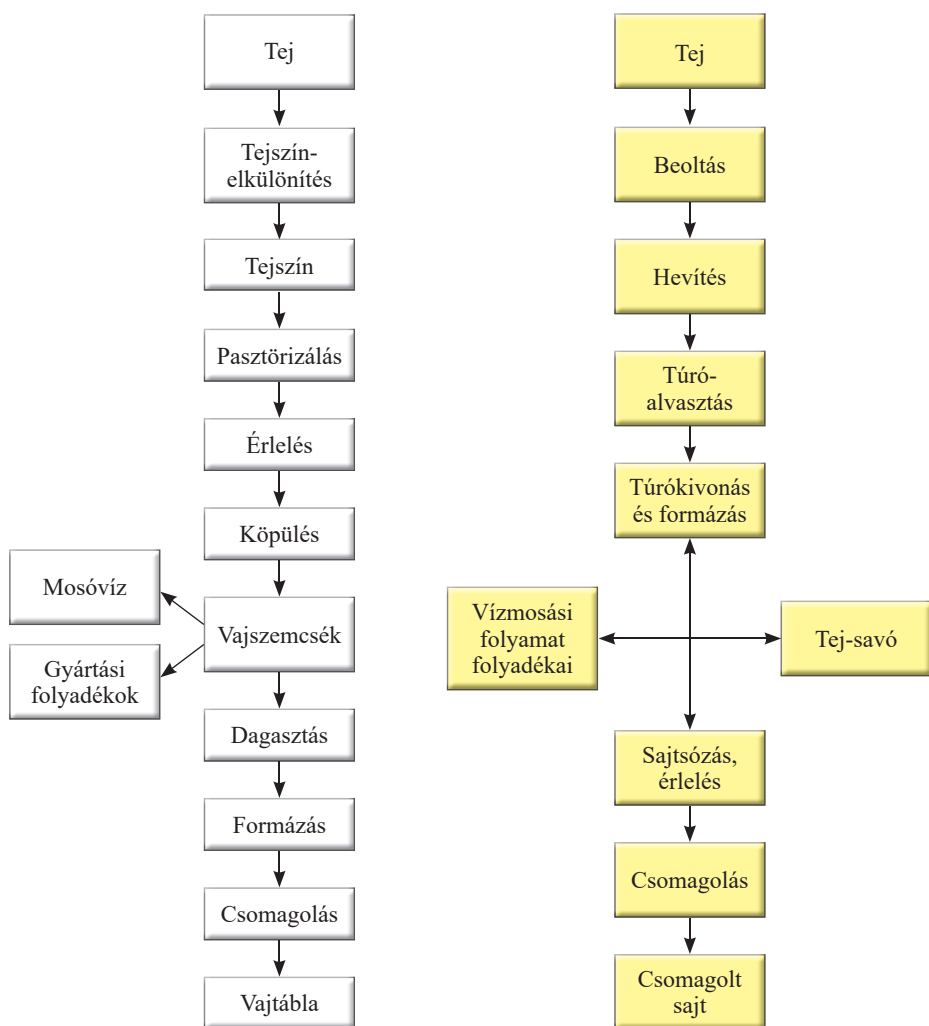 Tej
Tejszín-
elkülönítés
Tejszín
Pasztörizálás
Érlelés
Köpülés
Mosóvíz
Vajszemcsék
Gyártási
folyadékok
Dagasztás
Formázás
Csomagolás
Vajtábla
Tej
Beoltás
Hevítés
Túró-
alvasztás
Túrókivonás
és formázás
Vízmosási
folyamat
folyadékai
Tej-savó
Sajtsózás,
érlelés
Csomagolás
Csomagolt
sajt